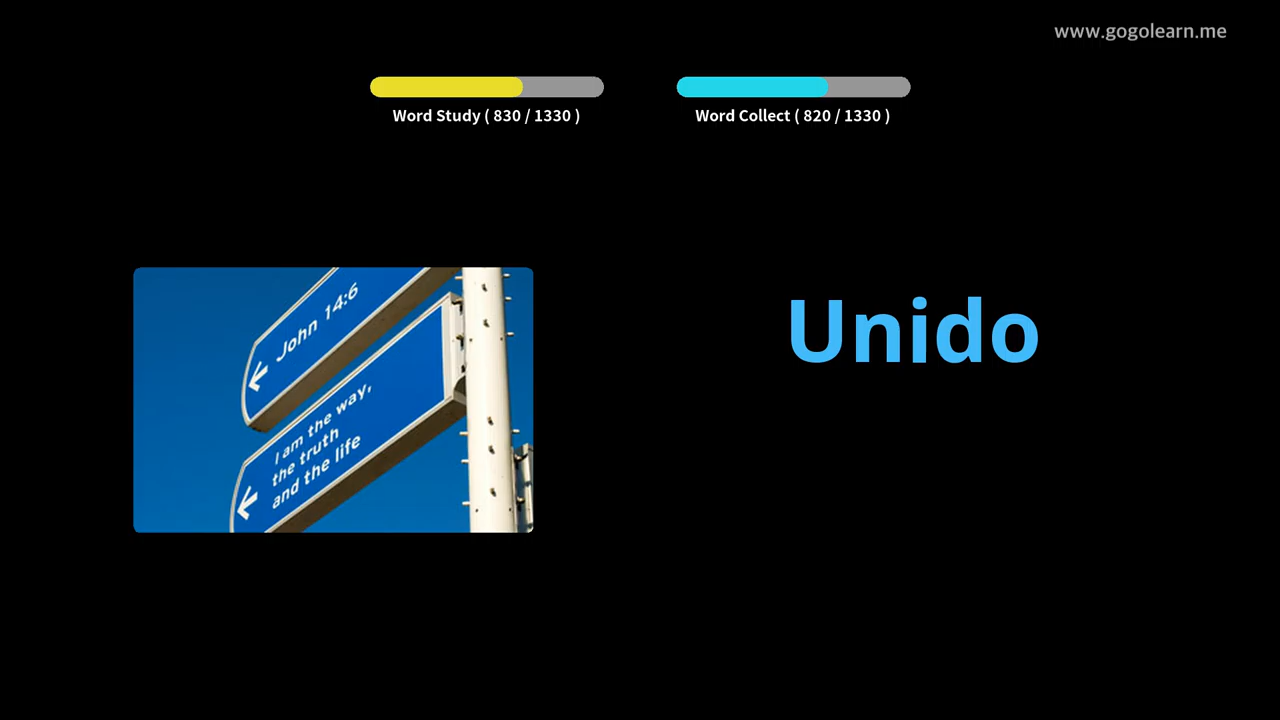 www.gogolearn.me
Word Study ( 830 / 1330 )
Word Collect ( 820 / 1330 )
John 14:6
I am the way,
the truth
and the life
Unido